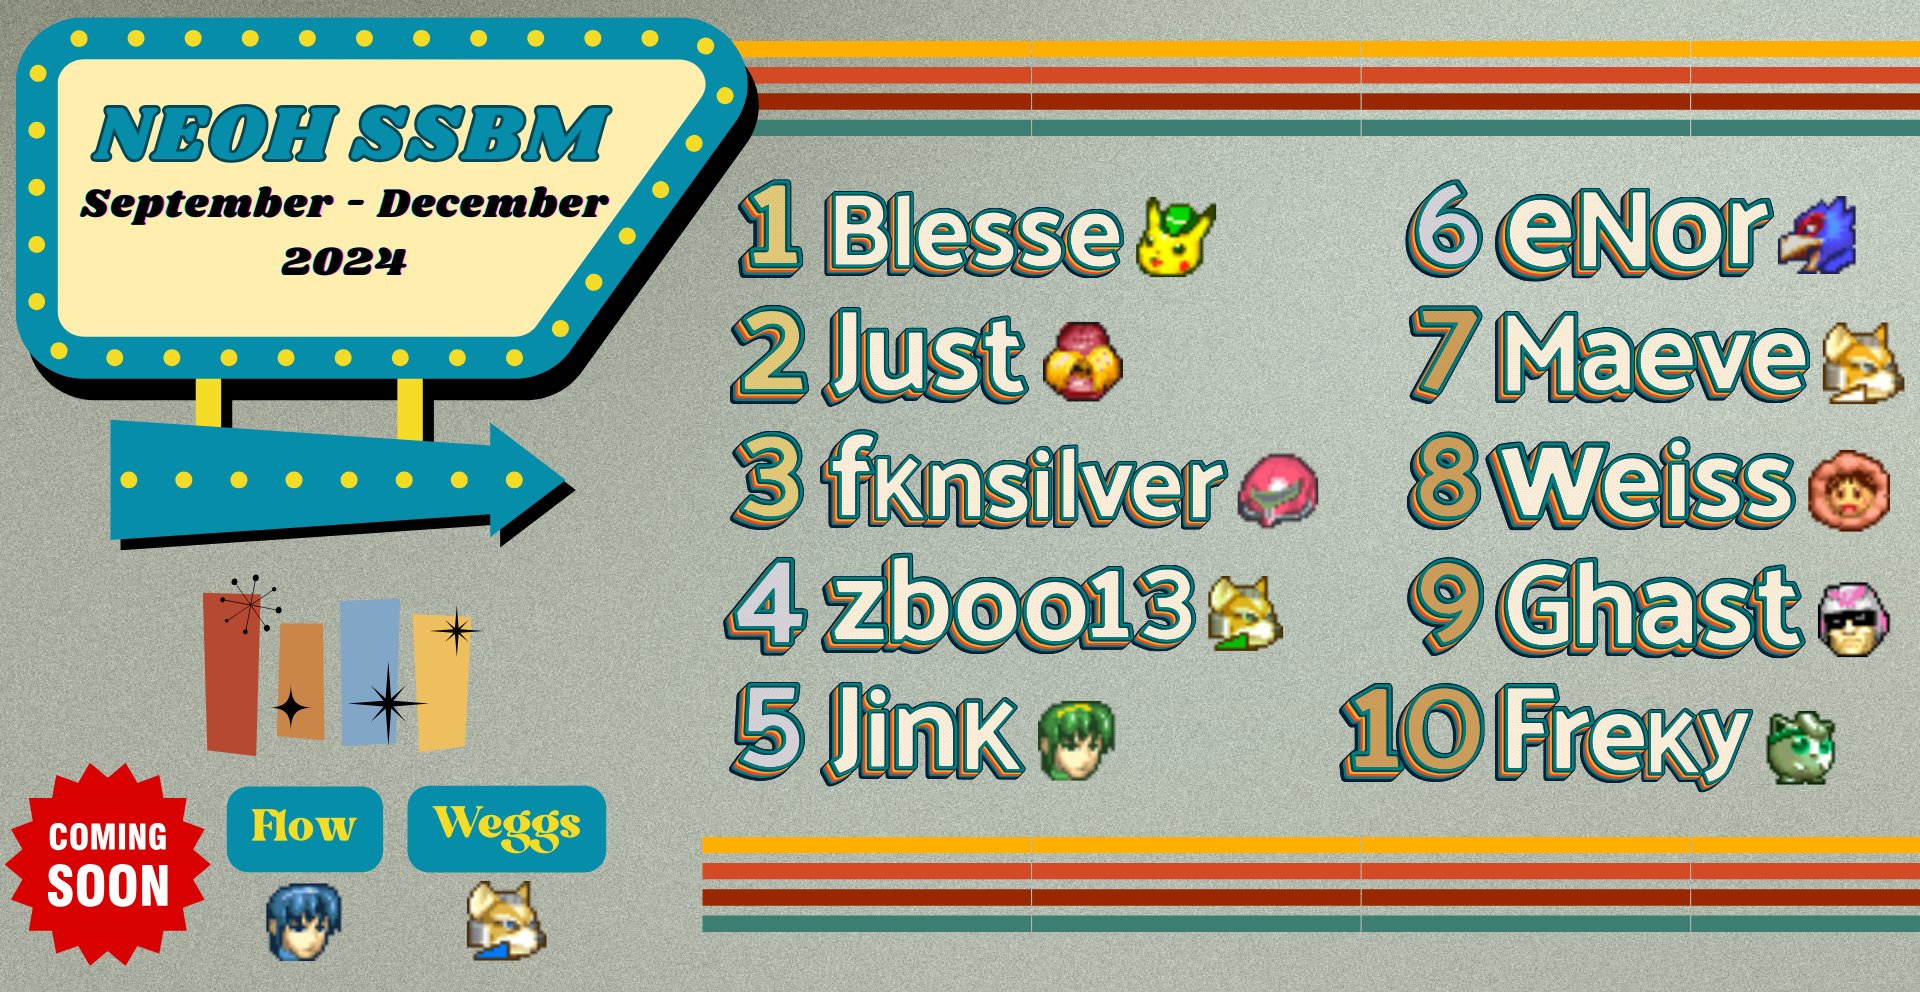 NEOH SSBM
September - December
2024
1 Blesse
2 Just
3 fknsilver
4 zboo13
5 Jink
6 eNor
7 Maeve
8 Weiss
9 Ghast
10 Freky
COMING
SOON
Flow
Weggs